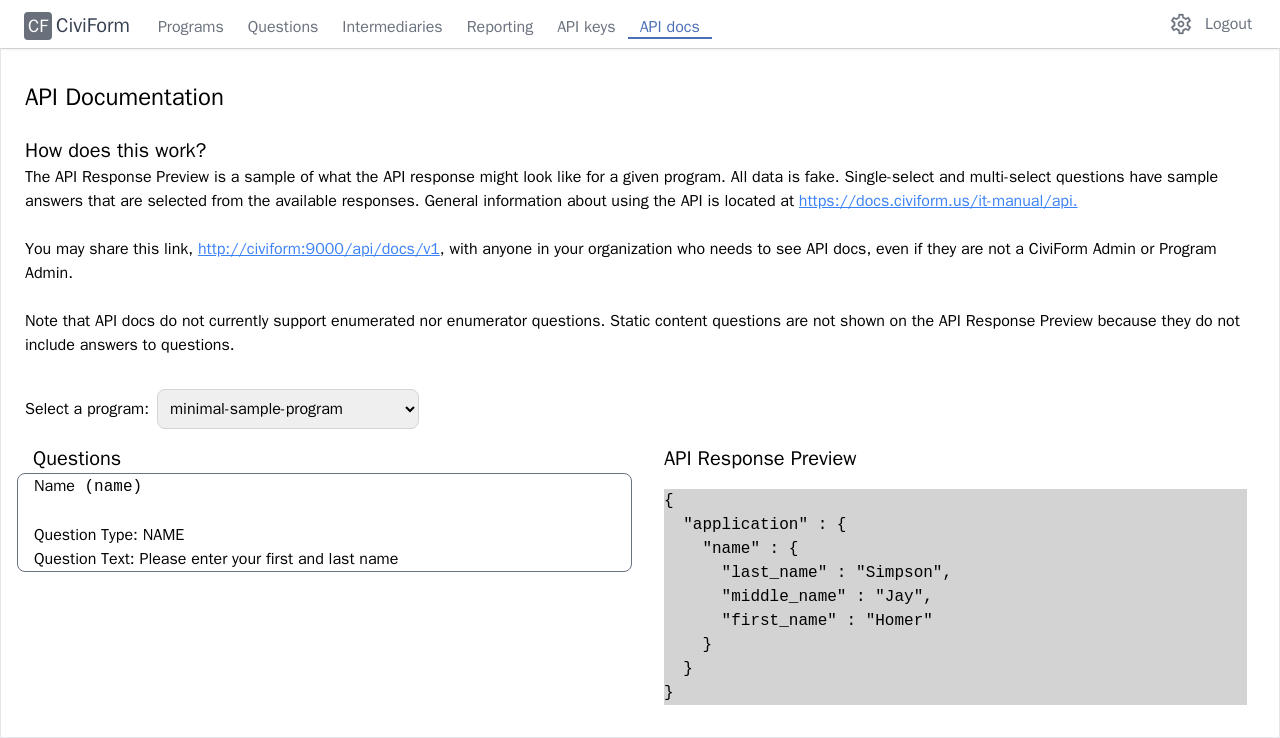 CF CiviForm Programs Questions Intermediaries Reporting API keys API docs Logout
API Documentation
How does this work?
The API Response Preview is a sample of what the API response might look like for a given program. All data is fake. Single-select and multi-select questions have sample
answers that are selected from the available responses. General information about using the API is located at https://docs.civiform.us/it-manual/api.
You may share this link, http://civiform:9000/api/docs/v1, with anyone in your organization who needs to see API docs, even if they are not a CiviForm Admin or Program
Admin.
Note that API docs do not currently support enumerated nor enumerator questions. Static content questions are not shown on the API Response Preview because they do not
include answers to questions.
Select a program: minimal-sample-program
Questions
Name (name)
Question Type: NAME
Question Text: Please enter your first and last name
API Response Preview
{
  "application" : {
    "name" : {
      "last_name" : "Simpson",
      "middle_name" : "Jay",
      "first_name" : "Homer"
    }
  }
}